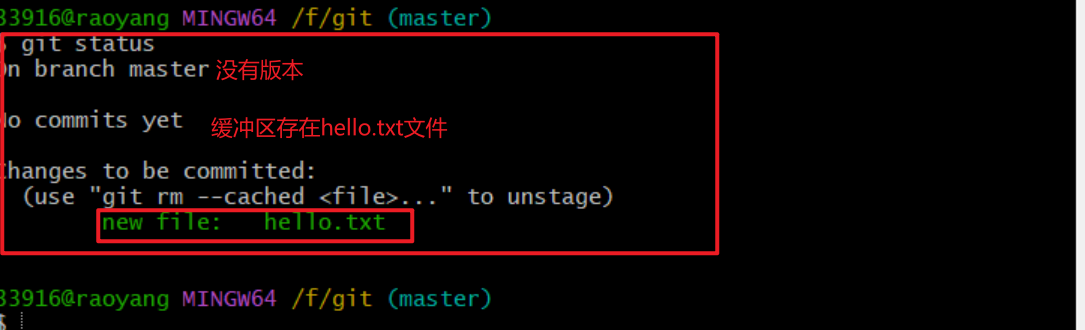 33916@raoyang MINGW64 /f/git (master)
$ git status
On branch master 没有版本
No commits yet 缓冲区存在hello.txt文件
Changes to be committed:
(use "git rm --cached <file>..." to unstage)
new file: hello.txt
33916@raoyang MINGW64 /f/git (master)
$